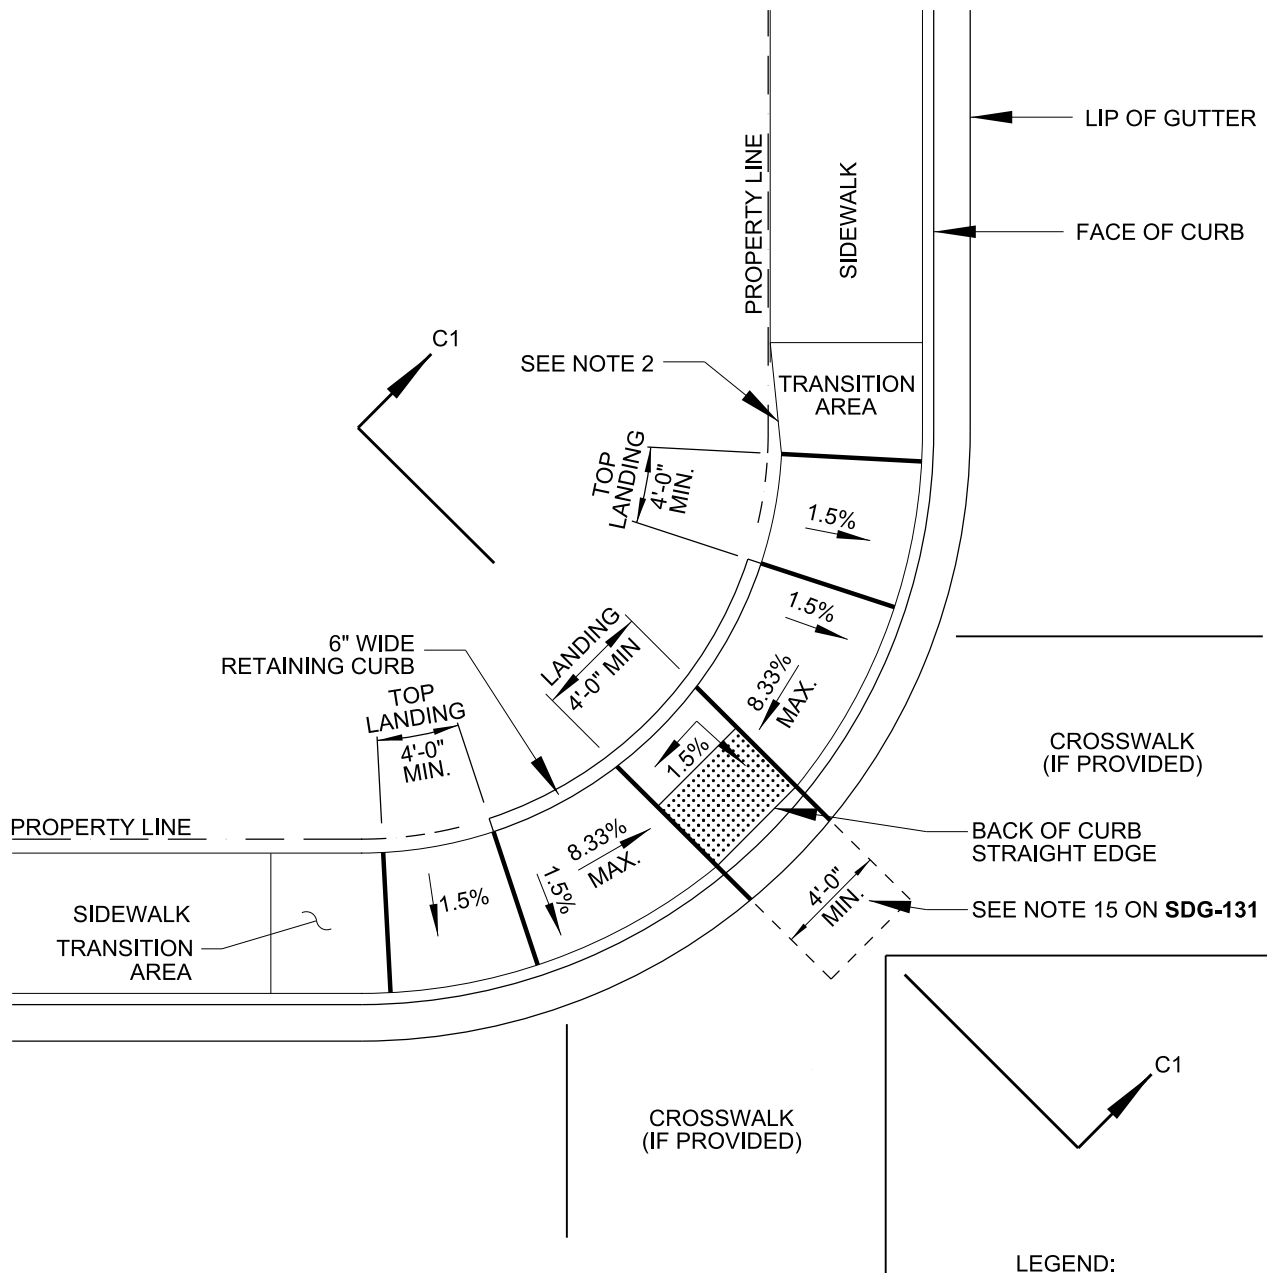 LIP OF GUTTER
PROPERTY LINE
SIDEWALK
FACE OF CURB
C1
SEE NOTE 2
TRANSITION
AREA
TOP
LANDING
4'-0"
MIN.
1.5%
1.5%
LANDING
4'-0" MIN
6" WIDE
RETAINING CURB
8.33%
MAX.
TOP
LANDING
4'-0"
MIN.
1.5%
CROSSWALK
(IF PROVIDED)
PROPERTY LINE
BACK OF CURB
STRAIGHT EDGE
8.33%
MAX.
1.5%
1.5%
4'-0"
MIN.
SEE NOTE 15 ON SDG-131
SIDEWALK
TRANSITION
AREA
C1
CROSSWALK
(IF PROVIDED)
LEGEND: